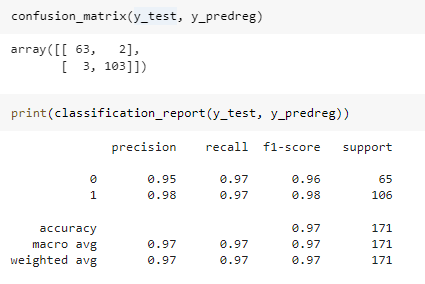 confusion_matrix(y_test, y_predreg)
array([[ 63,   2],
       [  3, 103]])
print(classification_report(y_test, y_predreg))
              precision    recall  f1-score   support
           0       0.95      0.97      0.96        65
           1       0.98      0.97      0.98       106
    accuracy                           0.97       171
   macro avg       0.97      0.97      0.97       171
weighted avg       0.97      0.97      0.97       171